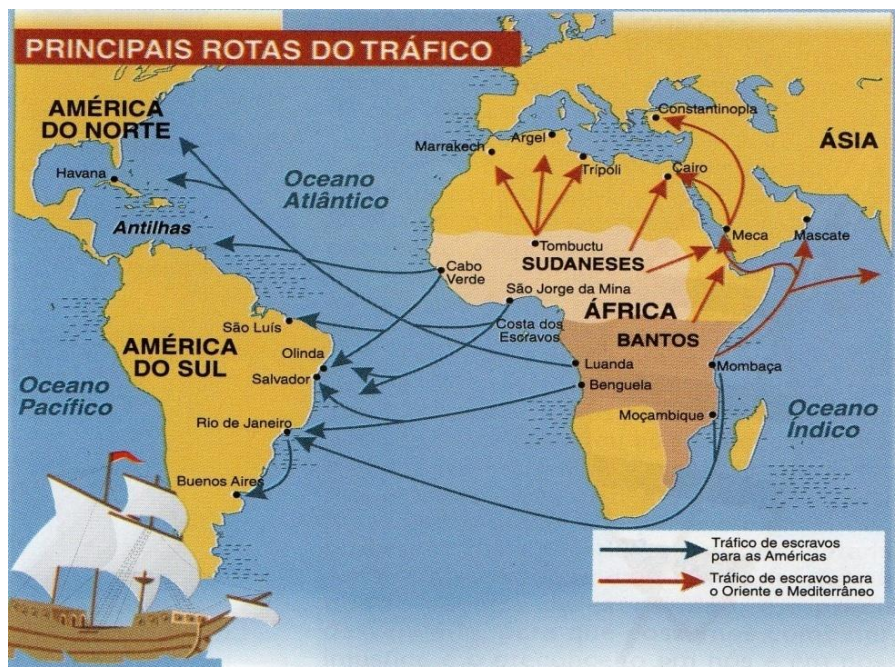 PRINCIPAIS ROTAS DO TRÁFICO
AMÉRICA
DO NORTE
Havana
Antilhas
Oceano
Atlântico
Marrakech
Argel
Trípoli
Constantinopla
Cairo
ÁSIA
Meca
Mascate
Tombuctu
SUDANESES
Cabo
Verde
São Jorge da Mina
Costa dos
Escravos
ÁFRICA
BANTOS
São Luís
AMÉRICA
DO SUL
Olinda
Salvador
Luanda
Benguela
Mombaça
Oceano
Pacífico
Rio de Janeiro
Moçambique
Oceano
Índico
Buenos Aires
Tráfico de escravos
para as Américas
Tráfico de escravos para
o Oriente e Mediterrâneo